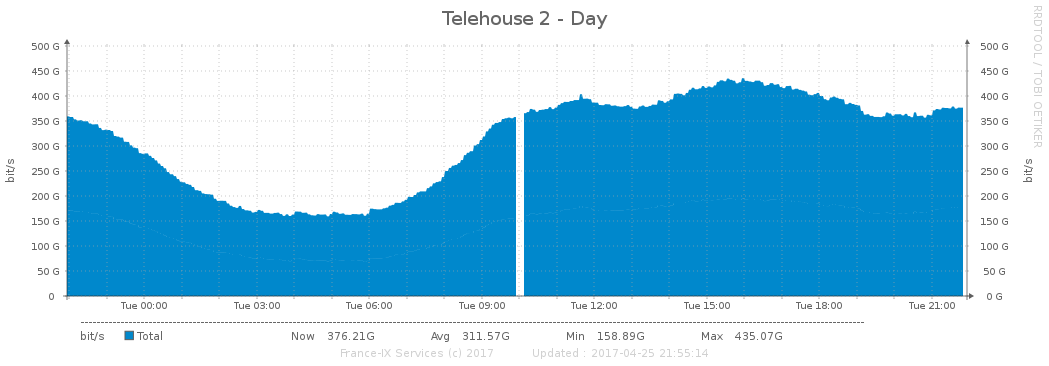 Telehouse 2 - Day
RRDTOOL / TOBI OETIKER
500 G 500 G
450 G 450 G
400 G 400 G
350 G 350 G
300 G 300 G
250 G 250 G
200 G 200 G
150 G 150 G
100 G 100 G
50 G 50 G
0 0 G
bit/s bit/s
Tue 00:00 Tue 03:00 Tue 06:00 Tue 09:00 Tue 12:00 Tue 15:00 Tue 18:00 Tue 21:00
bit/s Total Now 376.21G Avg 311.57G Min 158.89G Max 435.07G
France-IX Services (c) 2017 Updated : 2017-04-25 21:55:14